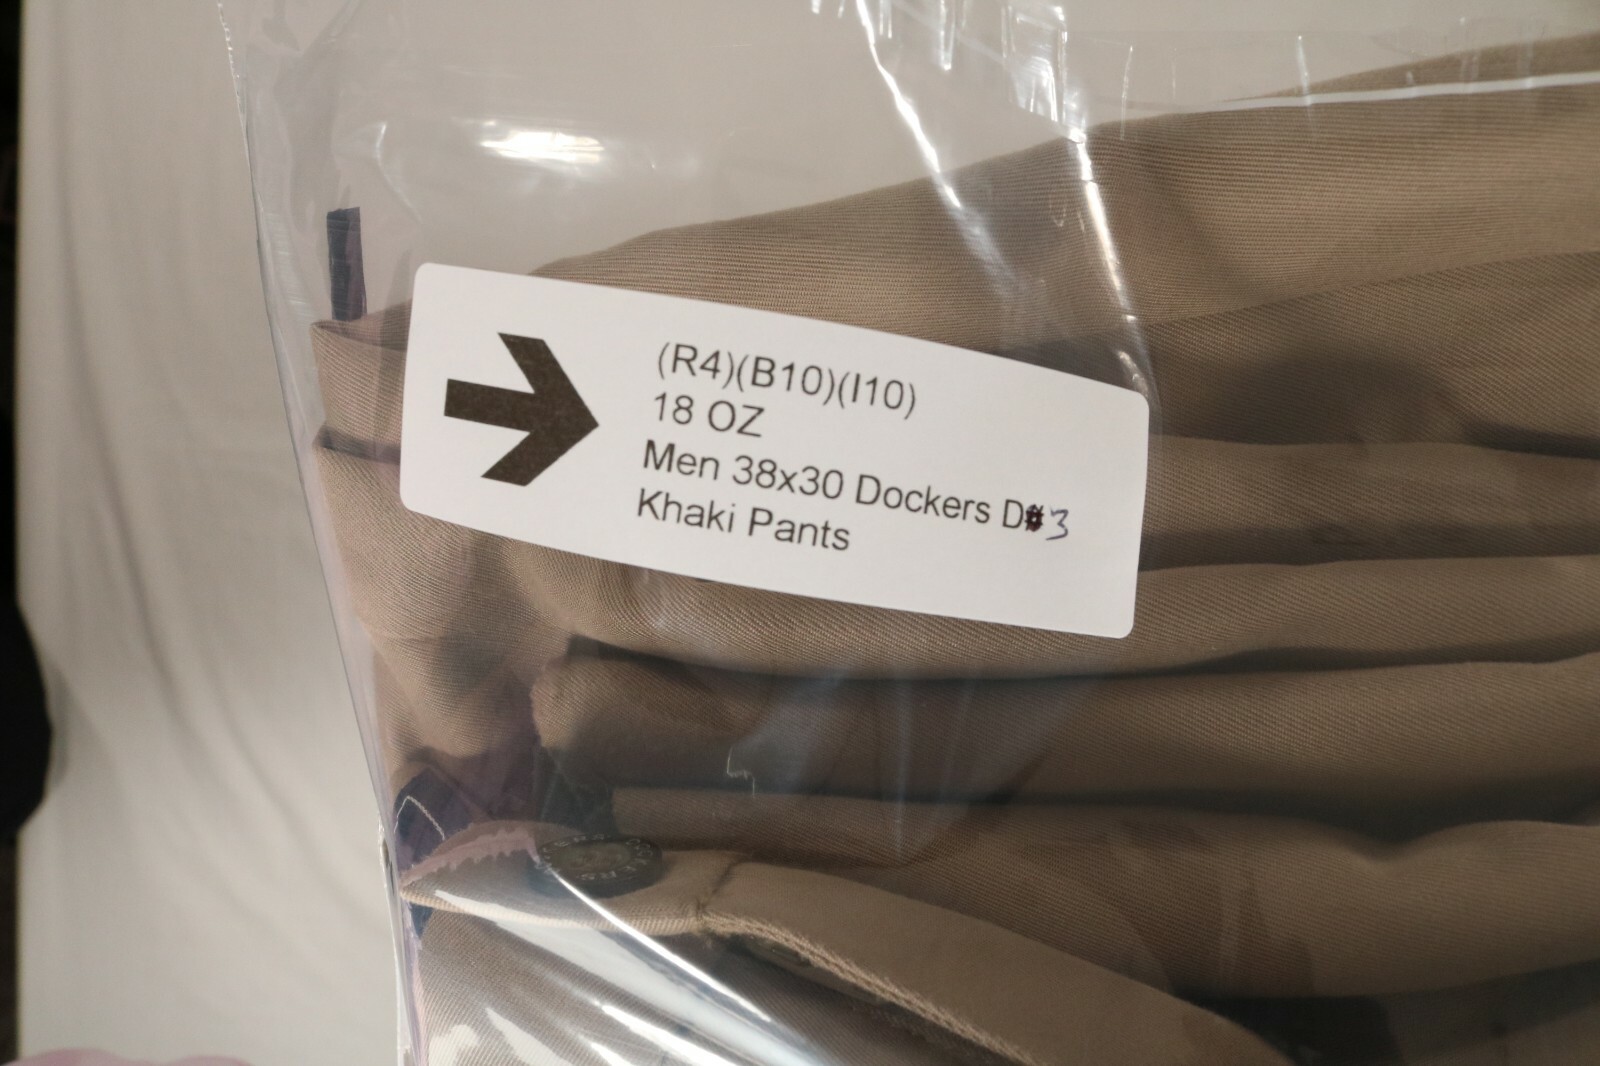 (R4)(B10)(I10)
18 OZ
Men 38x30 Dockers D#3
Khaki Pants